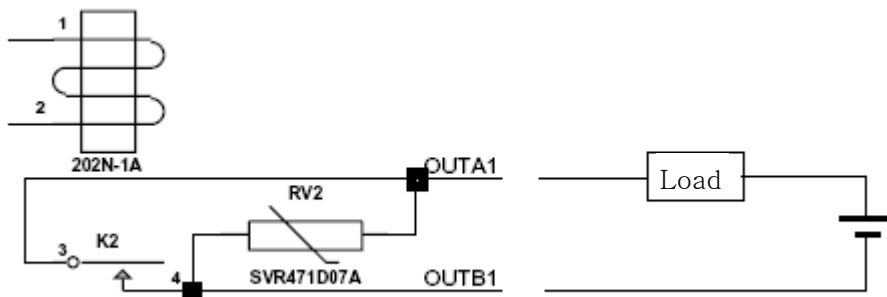 1
2
202N-1A
OUTA1
Load
RV2
K2
3
4
SVR471D07A
OUTB1